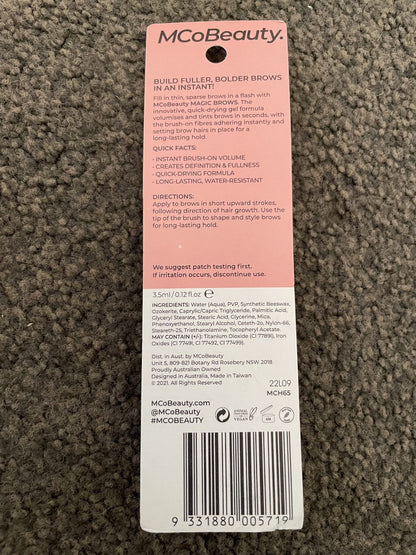 MCoBeauty.
BUILD FULLER, BOLDER BROWS
IN AN INSTANT!
Fill in thin, sparse brows in a flash with
MCoBeauty MAGIC BROWS. The
innovative, quick-drying gel formula
volumises and tints brows in seconds, with
the brush-on fibres adhering instantly and
setting brow hairs in place for a
long-lasting hold.
QUICK FACTS:
- INSTANT BRUSH-ON VOLUME
- CREATES DEFINITION & FULLNESS
- QUICK-DRYING FORMULA
- LONG-LASTING, WATER-RESISTANT
DIRECTIONS:
Apply to brows in short upward strokes,
following direction of hair growth. Use the
tip of the brush to shape and style brows
for long-lasting hold.
We suggest patch testing first.
If irritation occurs, discontinue use.
3.5ml/0.12fl.oz ℮
INGREDIENTS: Water (Aqua), PVP, Synthetic Beeswax,
Ozokerite, Caprylic/Capric Triglyceride, Palmitic Acid,
Glyceryl Stearate, Stearic Acid, Glycerine, Mica,
Phenoxyethanol, Stearyl Alcohol, Ceteth-20, Nylon-66,
Steareth-25, Triethanolamine, Tocopheryl Acetate.
MAY CONTAIN (+/-): Titanium Dioxide (CI 77891), Iron
Oxides (CI 77491, CI 77492, CI 77499).
Dist. in Aust. by MCoBeauty
Unit 5, 809-821 Botany Rd Rosebery NSW 2018
Proudly Australian Owned
Designed in Australia, Made in Taiwan
© 2021. All Rights Reserved
22L09
MCH65
MCoBeauty.com
@MCoBeauty
#MCOBEAUTY
VEGAN
9 331880 005719